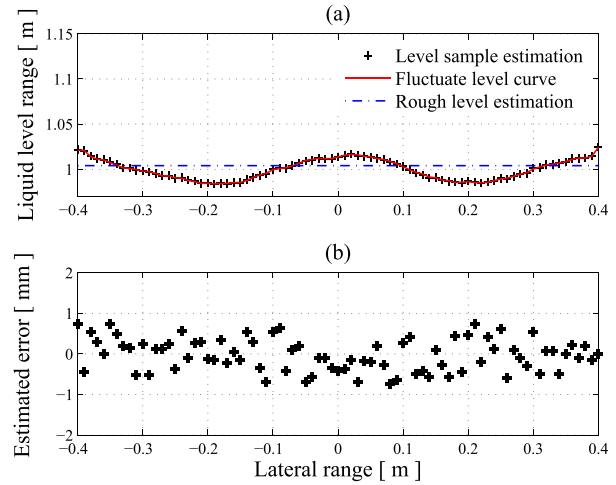 (a)
Liquid level range [ m ]
1.15
1.1
1.05
1
Level sample estimation
Fluctuate level curve
Rough level estimation
−0.4 −0.3 −0.2 −0.1 0 0.1 0.2 0.3 0.4
(b)
Estimated error [ mm ]
2
1
0
−1
−2
−0.4 −0.3 −0.2 −0.1 0 0.1 0.2 0.3 0.4
Lateral range [ m ]